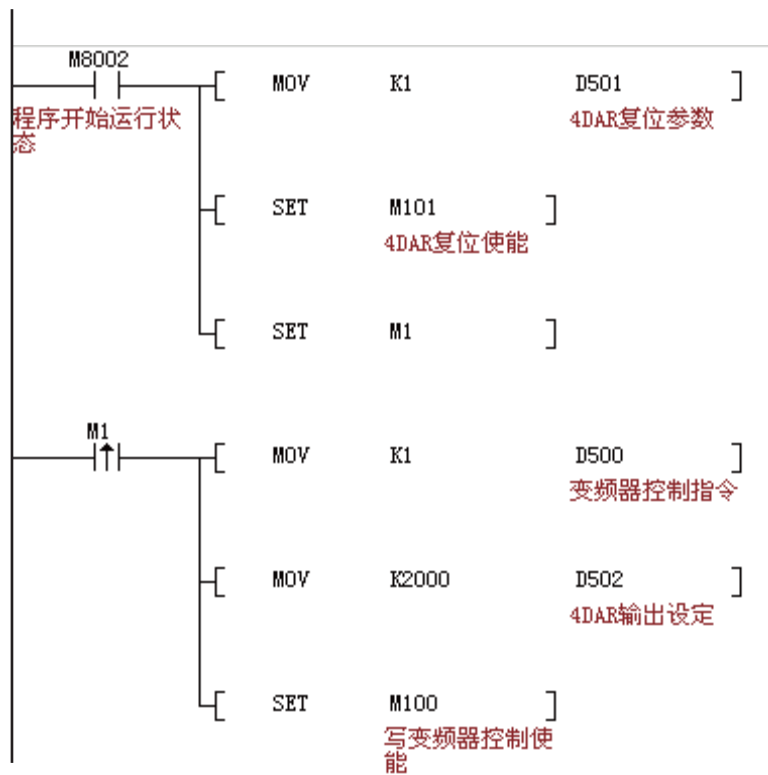 M8002
MOV K1 D501
程序开始运行状
态
4DAR复位参数
SET M101
4DAR复位使能
SET M1
M1
MOV K1 D500
变频器控制指令
MOV K2000 D502
4DAR输出设定
SET M100
写变频器控制使
能